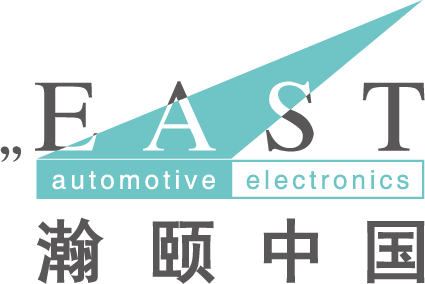 „EAST
automotive electronics
瀚颐中国